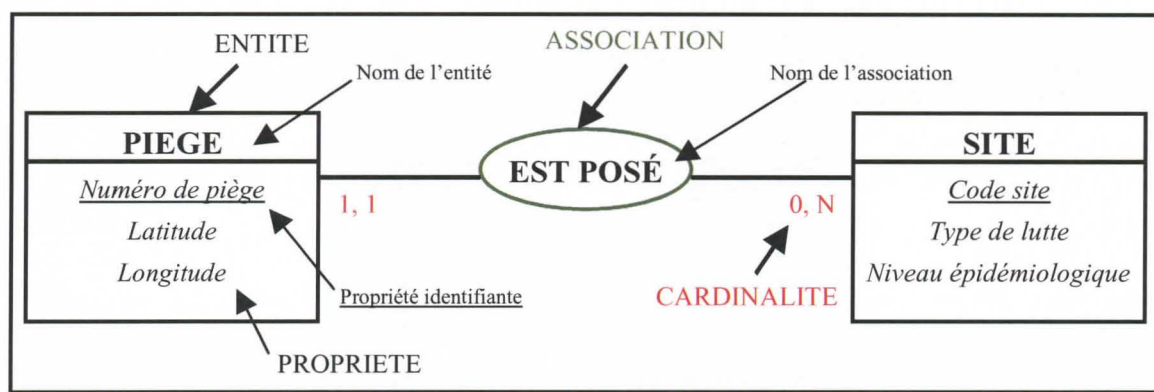 ENTITE
ASSOCIATION
Nom de l'entité
Nom de l'association
PIEGE
EST POSÉ
SITE
Numéro de piège
Latitude
Longitude
1, 1
0, N
Code site
Type de lutte
Niveau épidémiologique
Propriété identifiante
CARDINALITE
PROPRIETE